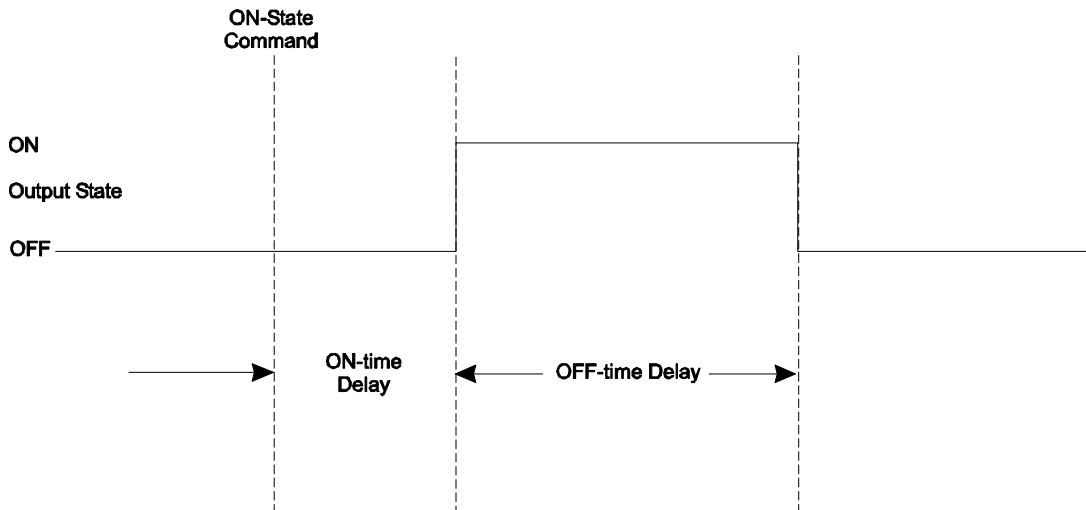 ON-State
Command
ON
Output State
OFF
ON-time
Delay
OFF-time Delay